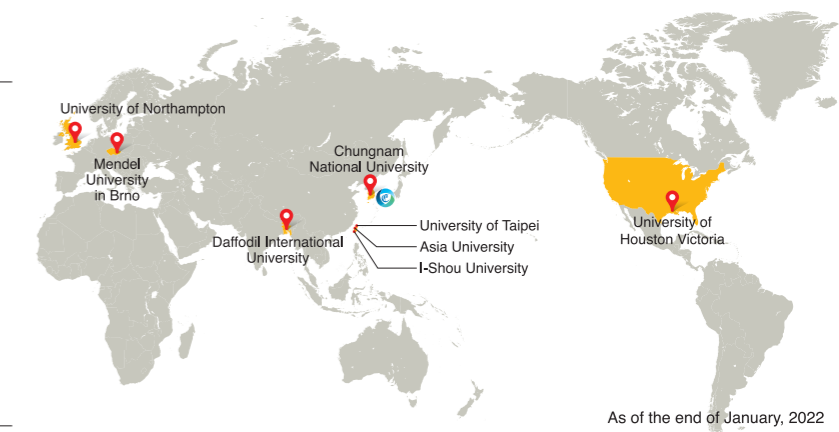 University of Northampton
Mendel
University
in Brno
Chungnam
National University
Daffodil International
University
University of Taipei
Asia University
I-Shou University
University of
Houston Victoria
As of the end of January, 2022